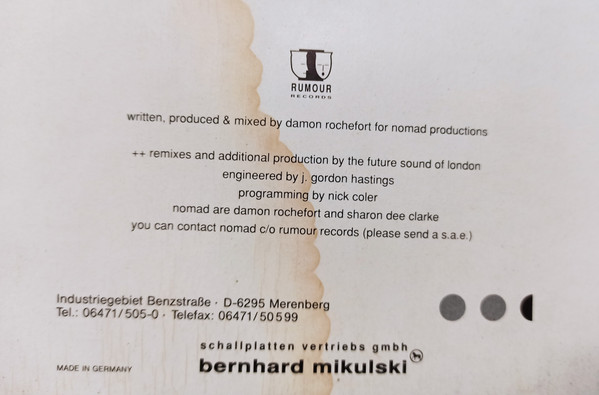 RUMOUR
RECORDS
written, produced & mixed by damon rochefort for nomad productions
++ remixes and additional production by the future sound of london
engineered by j. gordon hastings
programming by nick coler
nomad are damon rochefort and sharon dee clarke
you can contact nomad c/o rumour records (please send a s.a.e.)
Industriegebiet Benzstraße · D-6295 Merenberg
Tel.: 06471/505-0 · Telefax: 06471/50599
schallplatten vertriebs gmbh
bernhard mikulski
MADE IN GERMANY